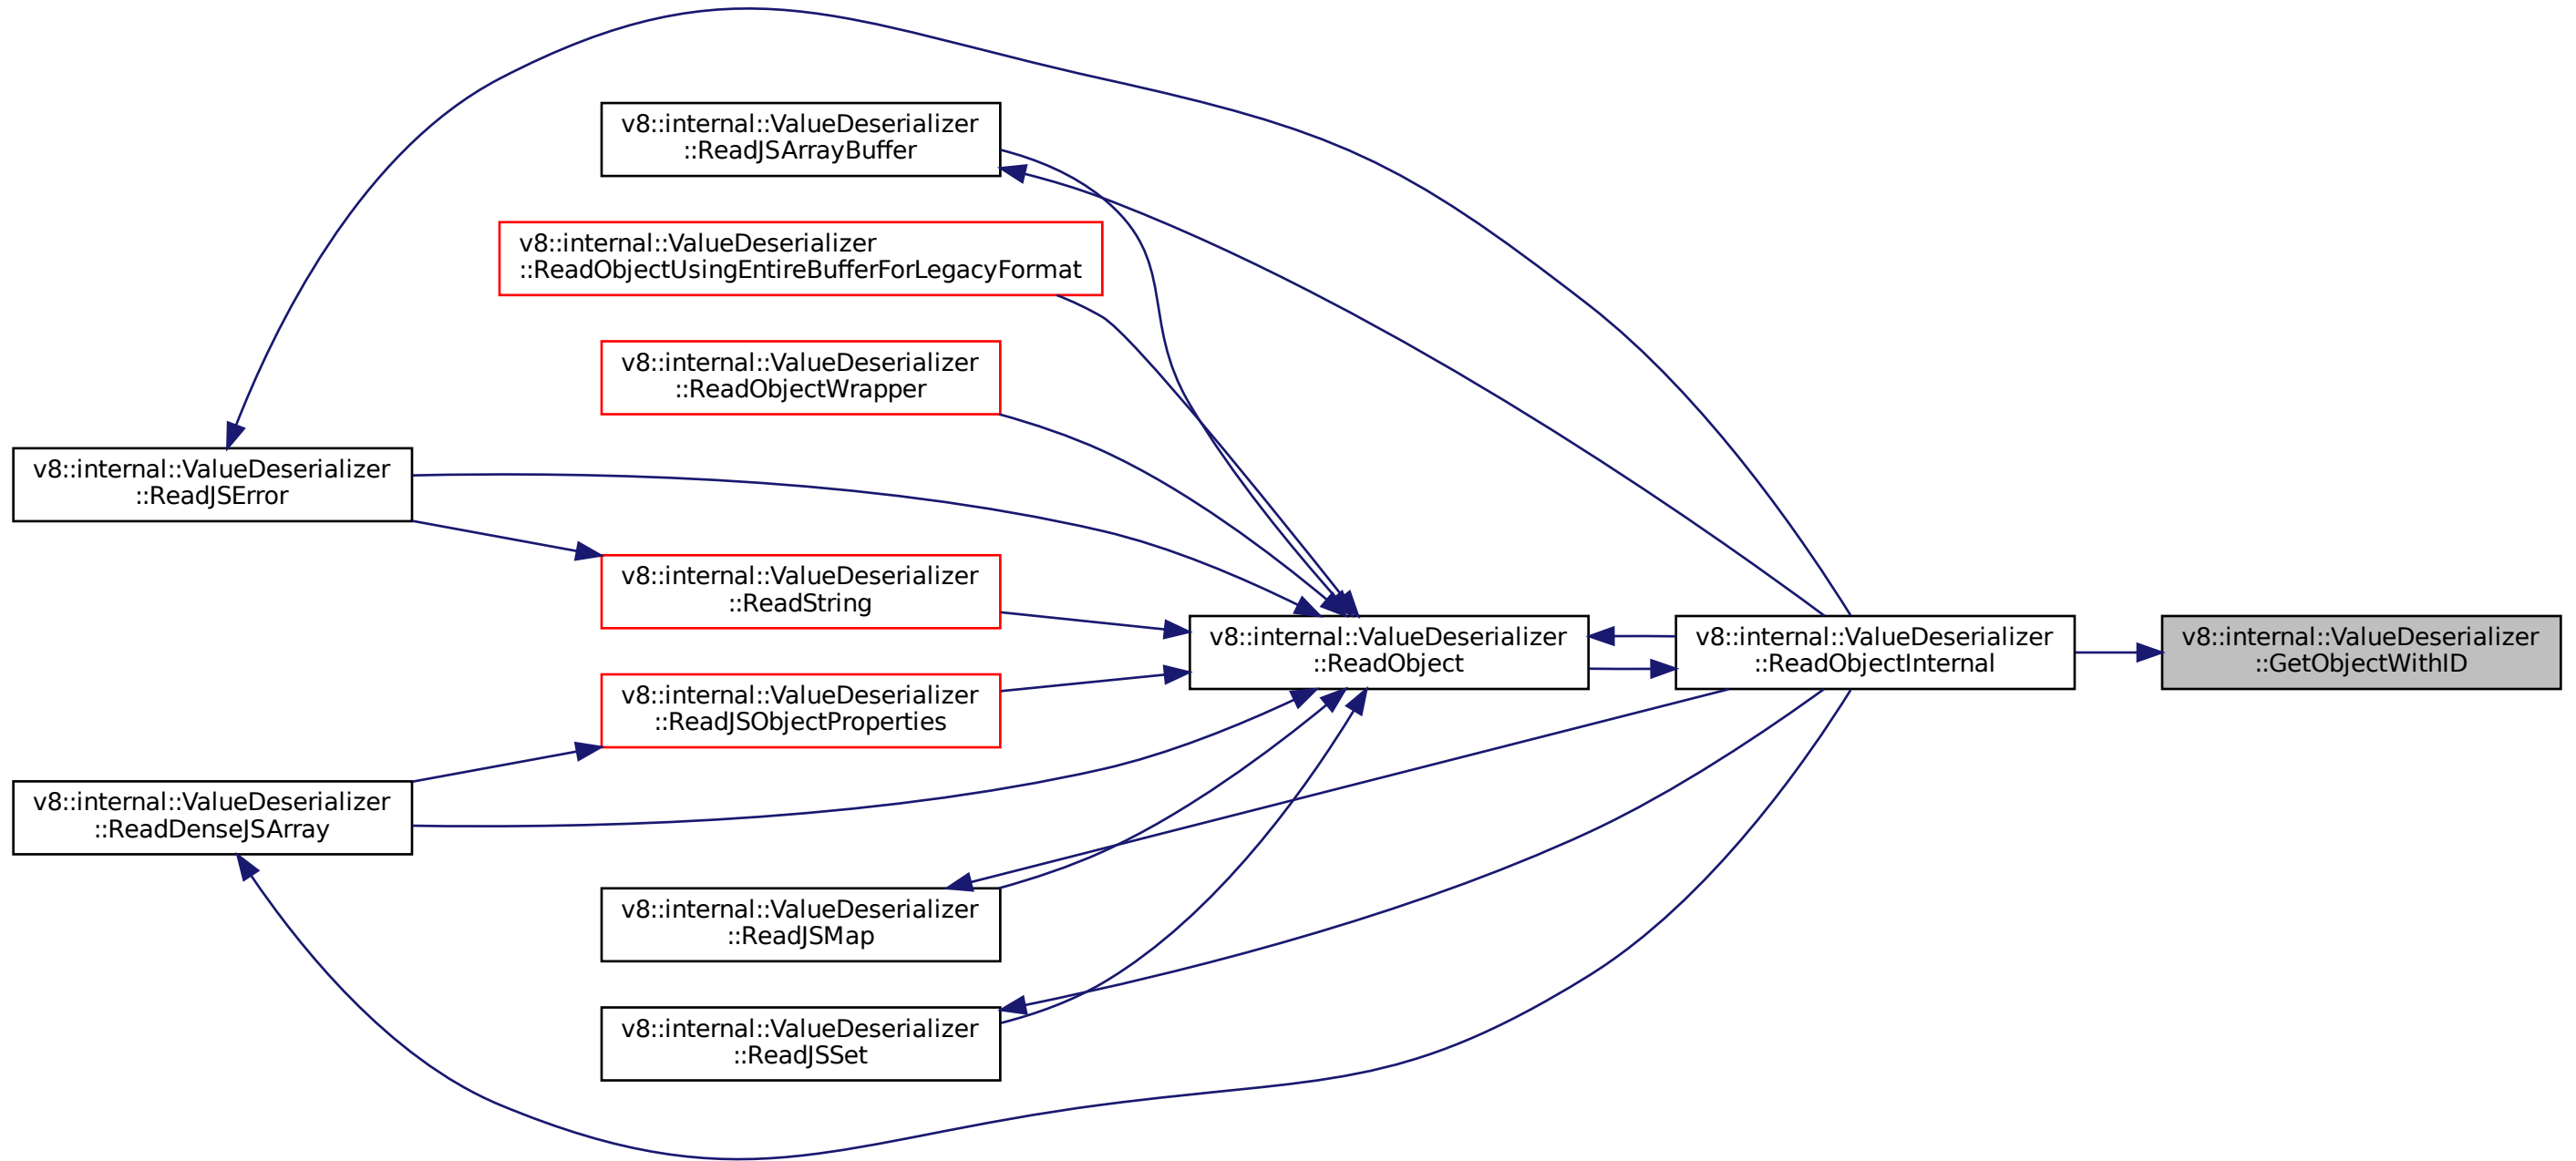 v8::internal::ValueDeserializer
::ReadJSArrayBuffer
v8::internal::ValueDeserializer
::ReadObjectUsingEntireBufferForLegacyFormat
v8::internal::ValueDeserializer
::ReadObjectWrapper
v8::internal::ValueDeserializer
::ReadJSError
v8::internal::ValueDeserializer
::ReadString
v8::internal::ValueDeserializer
::ReadObject
v8::internal::ValueDeserializer
::ReadObjectInternal
v8::internal::ValueDeserializer
::GetObjectWithID
v8::internal::ValueDeserializer
::ReadJSObjectProperties
v8::internal::ValueDeserializer
::ReadDenseJSArray
v8::internal::ValueDeserializer
::ReadJSMap
v8::internal::ValueDeserializer
::ReadJSSet